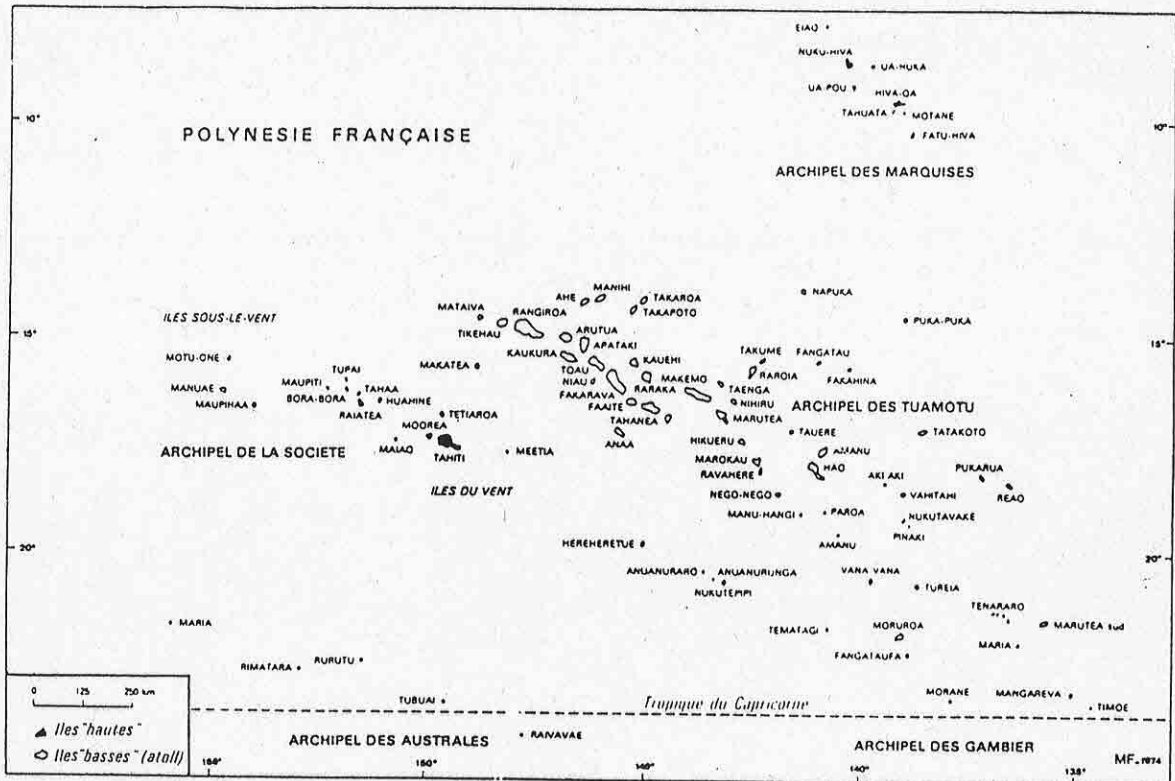 EIAO
NUKU-HIVA
UA-HUKA
UA-POU
HIVA-OA
TAHUATA
MOTANE
10°
POLYNESIE FRANÇAISE
10°
FATU-HIVA
ARCHIPEL DES MARQUISES
MANIHI
NAPUKA
AHE
TAKAROA
MATAIVA
RANGIROA
TAKAPOTO
ILES SOUS-LE-VENT
PUKA-PUKA
15°
TIKEHAU
ARUTUA
15°
APATAKI
MOTU-ONE
TUPAI
MAKATEA
KAUKURA
KAUEHI
TAKUME
FANGATAU
TOAU
RAROIA
FAKAHINA
MANUAE
MAUPITI
TAHAA
NIAU
MAKEMO
TAENGA
BORA-BORA
HUAHINE
FAKARAVA
RARAKA
NIHIRU
ARCHIPEL DES TUAMOTU
MAUPIHAA
RAIATEA
TETIAROA
FAAITE
MOOREA
TAHANEA
MARUTEA
TAUERE
TATAKOTO
ARCHIPEL DE LA SOCIETE
MAIAO
TAHITI
MEETIA
ANAA
HIKUERU
AMANU
MAROKAU
HAO
RAVAHERE
AKI AKI
PUKARUA
ILES DU VENT
NEGO-NEGO
VAHITAHI
REAO
MANU-HANGI
PAROA
NUKUTAVAKE
PINAKI
20°
HEREHERETUE
AMANU
20°
ANUANURARO
ANUANURUNGA
VANA VANA
NUKUTEPIPI
TUREIA
TENARARO
MARIA
TEMATAGI
MORUROA
MARUTEA sud
RIMATARA
RURUTU
FANGATAUFA
MARIA
0 125 250 km
TUBUAI
MORANE
MANGAREVA
Tropique du Capricorne
TIMOE
Iles "hautes"
RAIVAVAE
ARCHIPEL DES AUSTRALES
ARCHIPEL DES GAMBIER
Iles "basses" (atoll)
MF_1974
150°
140°
140°
135°